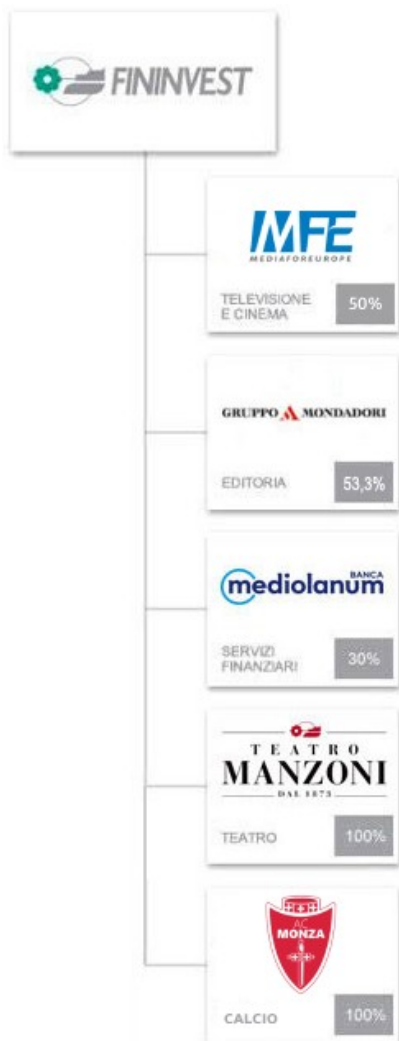 FININVEST
MFE
MEDIAFOREUROPE
TELEVISIONE
E CINEMA
50%
GRUPPO MONDADORI
EDITORIA
53,3%
BANCA
mediolanum
SERVIZI
FINANZIARI
30%
TEATRO
MANZONI
DAL 1873
TEATRO
100%
AC
MONZA
CALCIO
100%